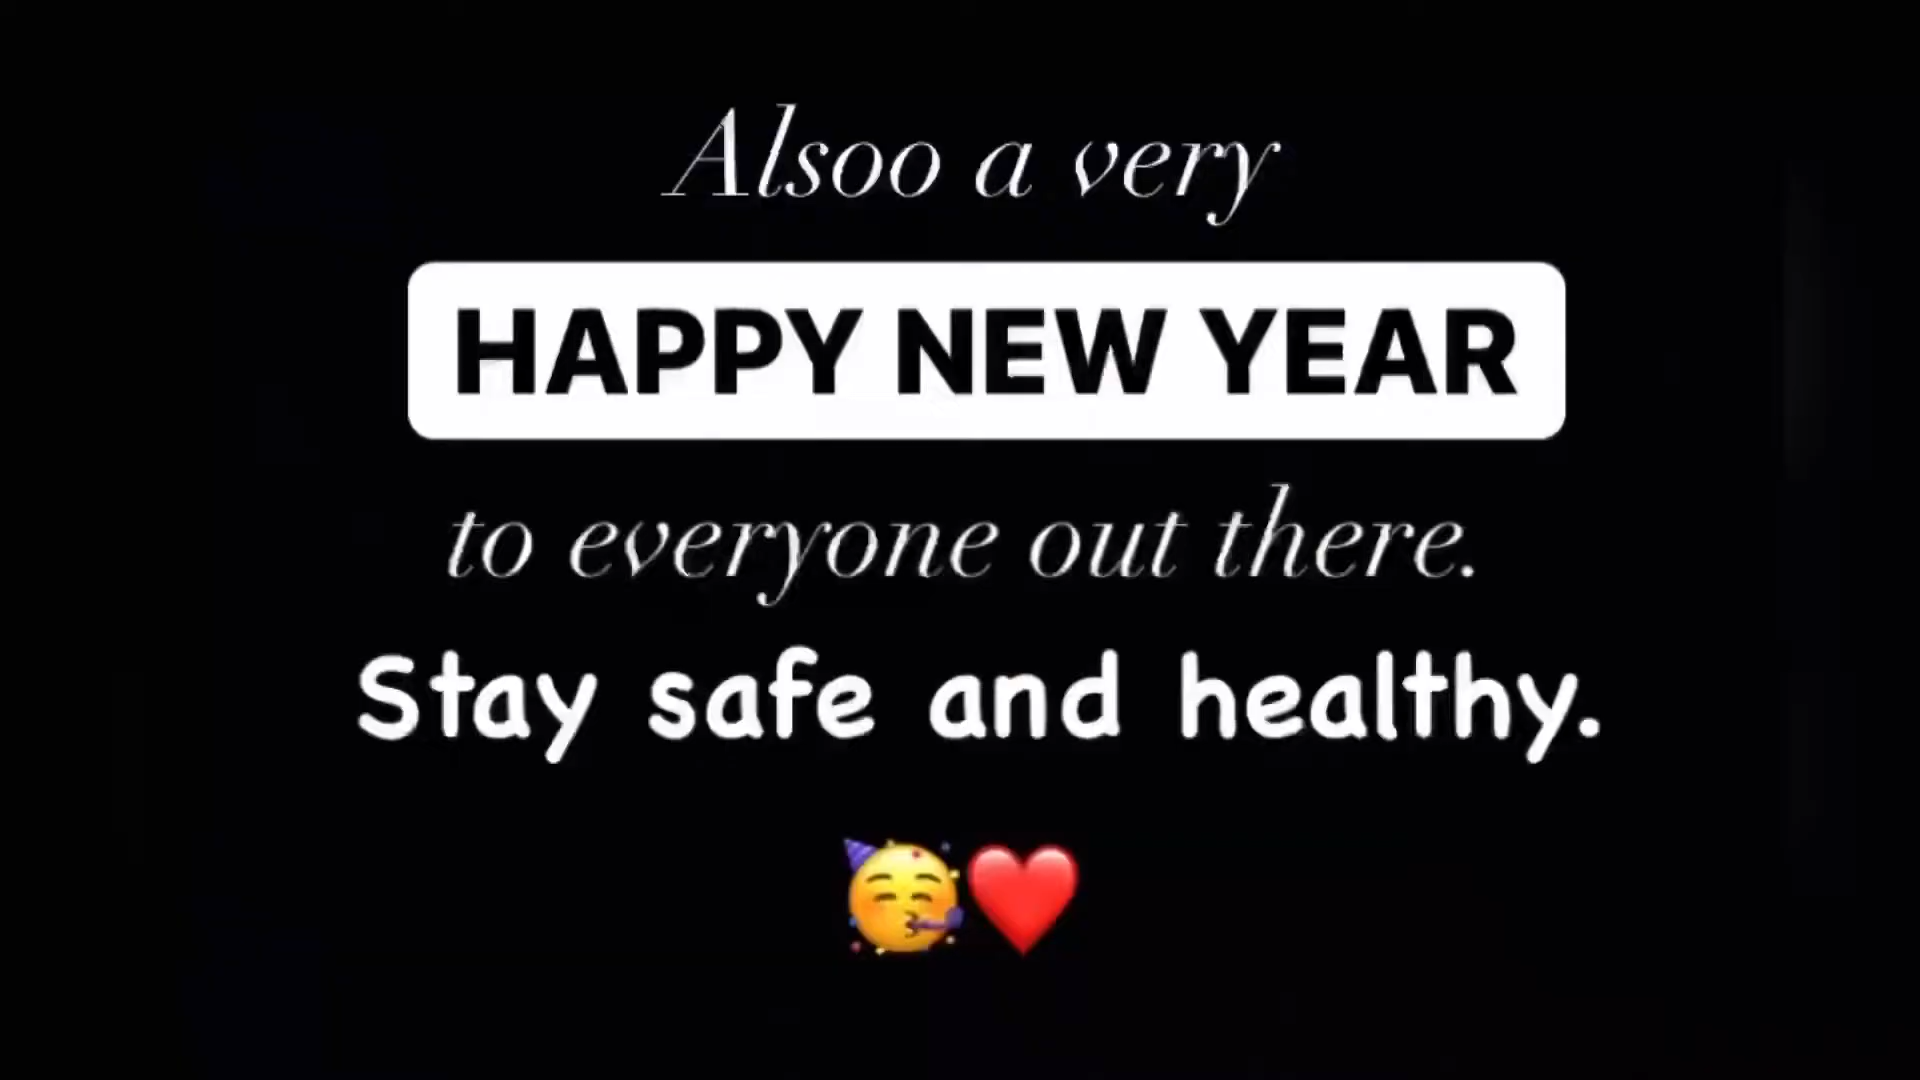 Alsoo a very
HAPPY NEW YEAR
to everyone out there.
Stay safe and healthy.
🥳❤️